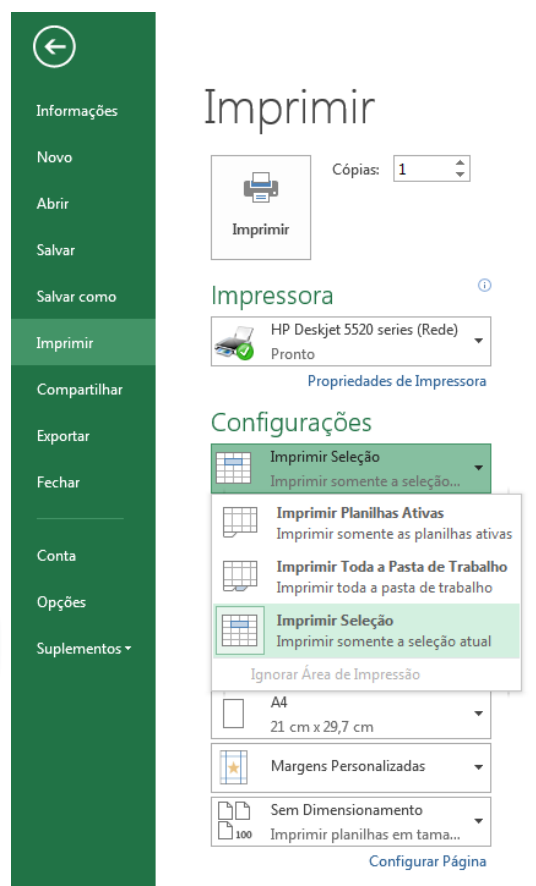 Informações
Novo
Abrir
Salvar
Salvar como
Imprimir
Compartilhar
Exportar
Fechar
Conta
Opções
Suplementos
Imprimir
Cópias: 1
Imprimir
Impressora
HP Deskjet 5520 series (Rede)
Pronto
Propriedades de Impressora
Configurações
Imprimir Seleção
Imprimir somente a seleção...
Imprimir Planilhas Ativas
Imprimir somente as planilhas ativas
Imprimir Toda a Pasta de Trabalho
Imprimir toda a pasta de trabalho
Imprimir Seleção
Imprimir somente a seleção atual
Ignorar Área de Impressão
A4
21 cm x 29,7 cm
Margens Personalizadas
Sem Dimensionamento
100 Imprimir planilhas em tama...
Configurar Página